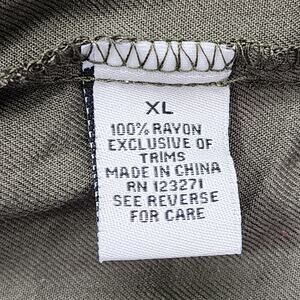 XL
100% RAYON
EXCLUSIVE OF
TRIMS
MADE IN CHINA
RN 123271
SEE REVERSE
FOR CARE